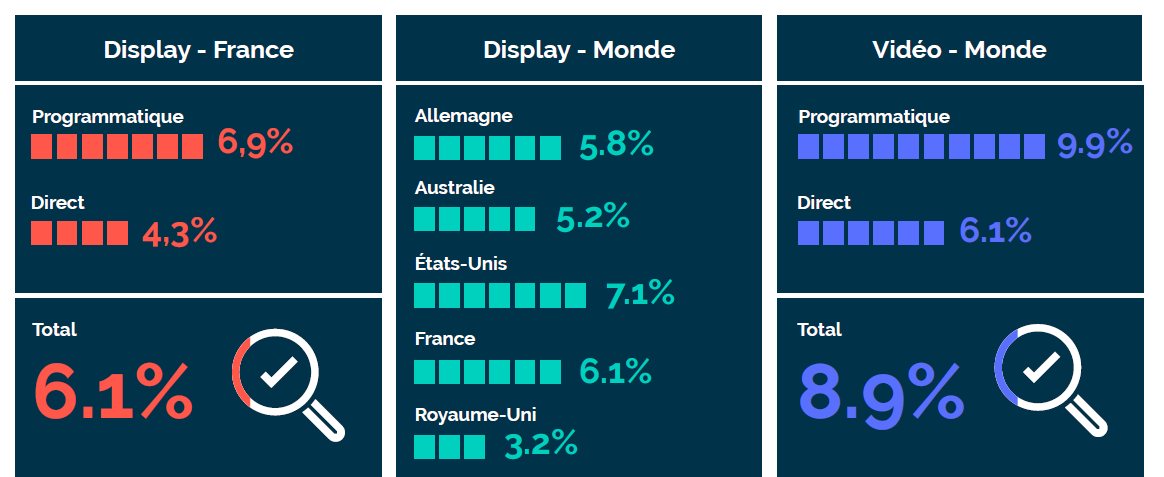 Display - France
Programmatique
6,9%
Direct
4,3%
Total
6.1%
Display - Monde
Allemagne
5.8%
Australie
5.2%
États-Unis
7.1%
France
6.1%
Royaume-Uni
3.2%
Vidéo - Monde
Programmatique
9.9%
Direct
6.1%
Total
8.9%